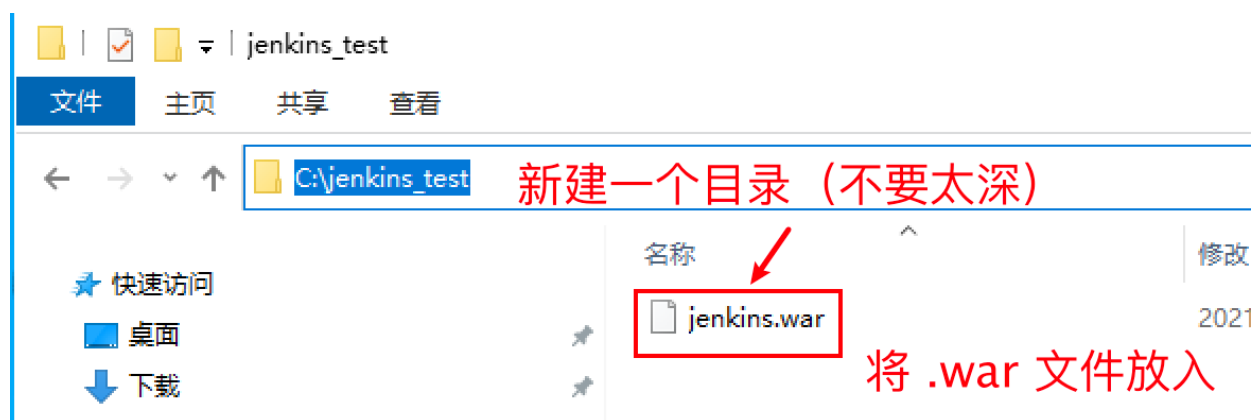 jenkins_test
文件 主页 共享 查看
C:\jenkins_test 新建一个目录（不要太深）
名称 修改
快速访问
jenkins.war 2021
桌面
将 .war 文件放入
下载